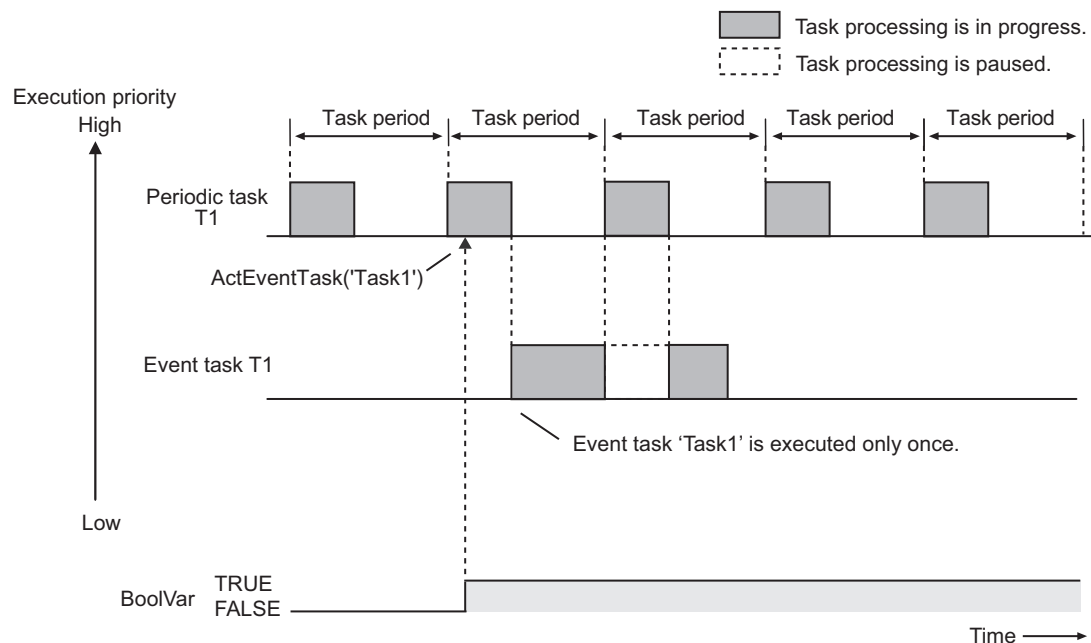 Task processing is in progress.
Task processing is paused.
Execution priority
High
Task period
Task period
Task period
Task period
Task period
Periodic task
T1
ActEventTask('Task1')
Event task T1
Event task ‘Task1’ is executed only once.
Low
BoolVar
TRUE
FALSE
Time